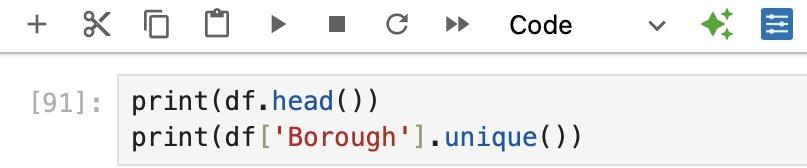 Code
[91]:
print(df.head())
print(df['Borough'].unique())